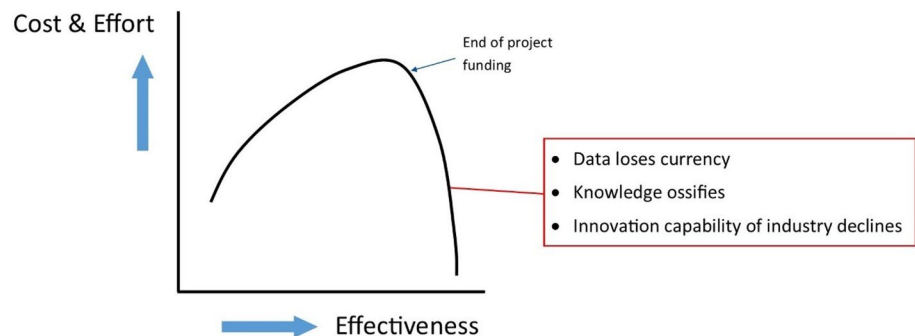 Cost & Effort
End of project
funding
• Data loses currency
• Knowledge ossifies
• Innovation capability of industry declines
Effectiveness